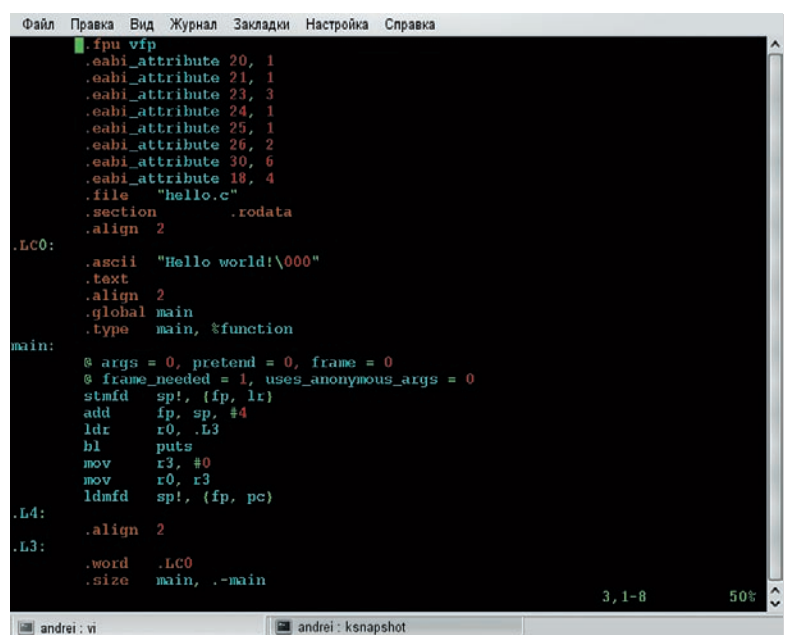 Файл Правка Вид Журнал Закладки Настройка Справка
.fpu vfp
.eabi_attribute 20, 1
.eabi_attribute 21, 1
.eabi_attribute 23, 3
.eabi_attribute 24, 1
.eabi_attribute 25, 1
.eabi_attribute 26, 2
.eabi_attribute 30, 6
.eabi_attribute 18, 4
.file "hello.c"
.section .rodata
.align 2
.LC0:
.ascii "Hello world!\000"
.text
.align 2
.global main
.type main, %function
main:
@ args = 0, pretend = 0, frame = 0
@ frame_needed = 1, uses_anonymous_args = 0
stmfd sp!, {fp, lr}
add fp, sp, #4
ldr r0, .L3
bl puts
mov r3, #0
mov r0, r3
ldmfd sp!, {fp, pc}
.L4:
.align 2
.L3:
.word .LC0
.size main, .-main
3,1-8 50%
andrei : vi andrei : ksnapshot